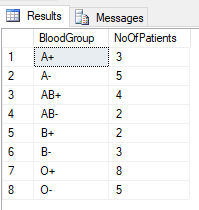 Results Messages
BloodGroup NoOfPatients
1 A+ 3
2 A- 5
3 AB+ 4
4 AB- 2
5 B+ 2
6 B- 3
7 O+ 8
8 O- 5